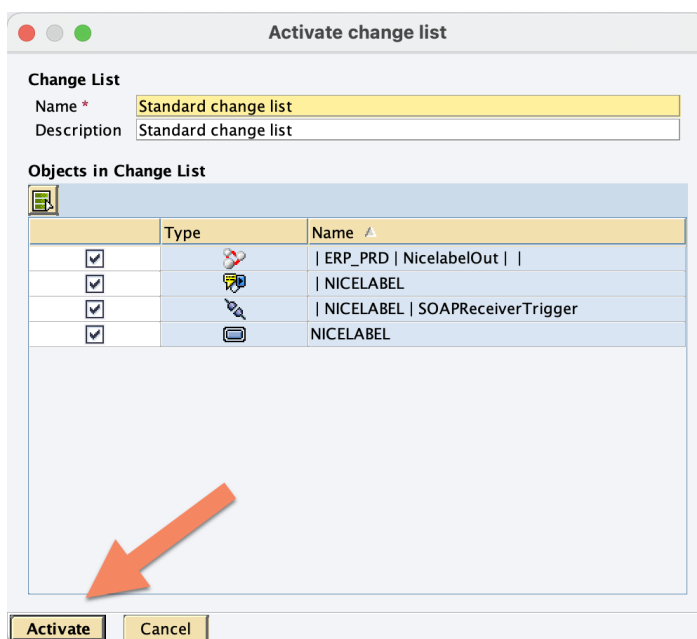 Activate change list
Change List
Name * Standard change list
Description Standard change list
Objects in Change List
Type Name
| ERP_PRD | NicelabelOut | |
| NICELABEL
| NICELABEL | SOAPReceiverTrigger
NICELABEL
Activate Cancel